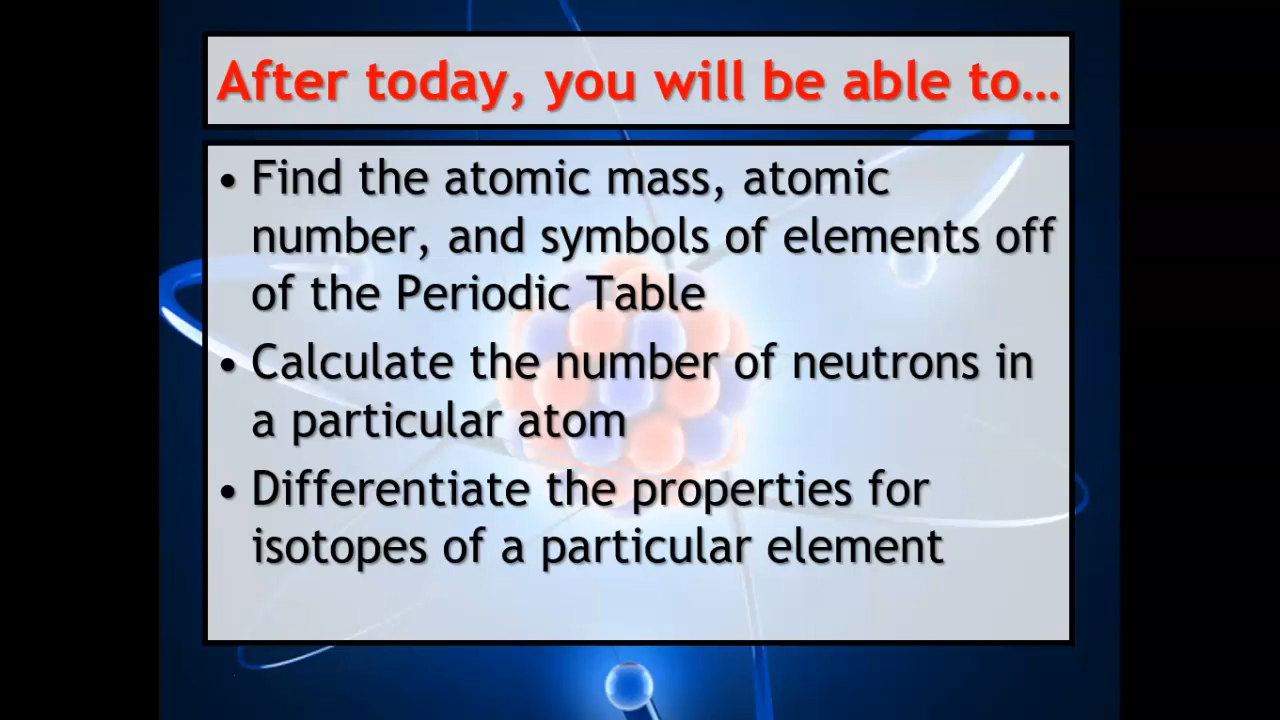 After today, you will be able to…
• Find the atomic mass, atomic
number, and symbols of elements off
of the Periodic Table
• Calculate the number of neutrons in
a particular atom
• Differentiate the properties for
isotopes of a particular element